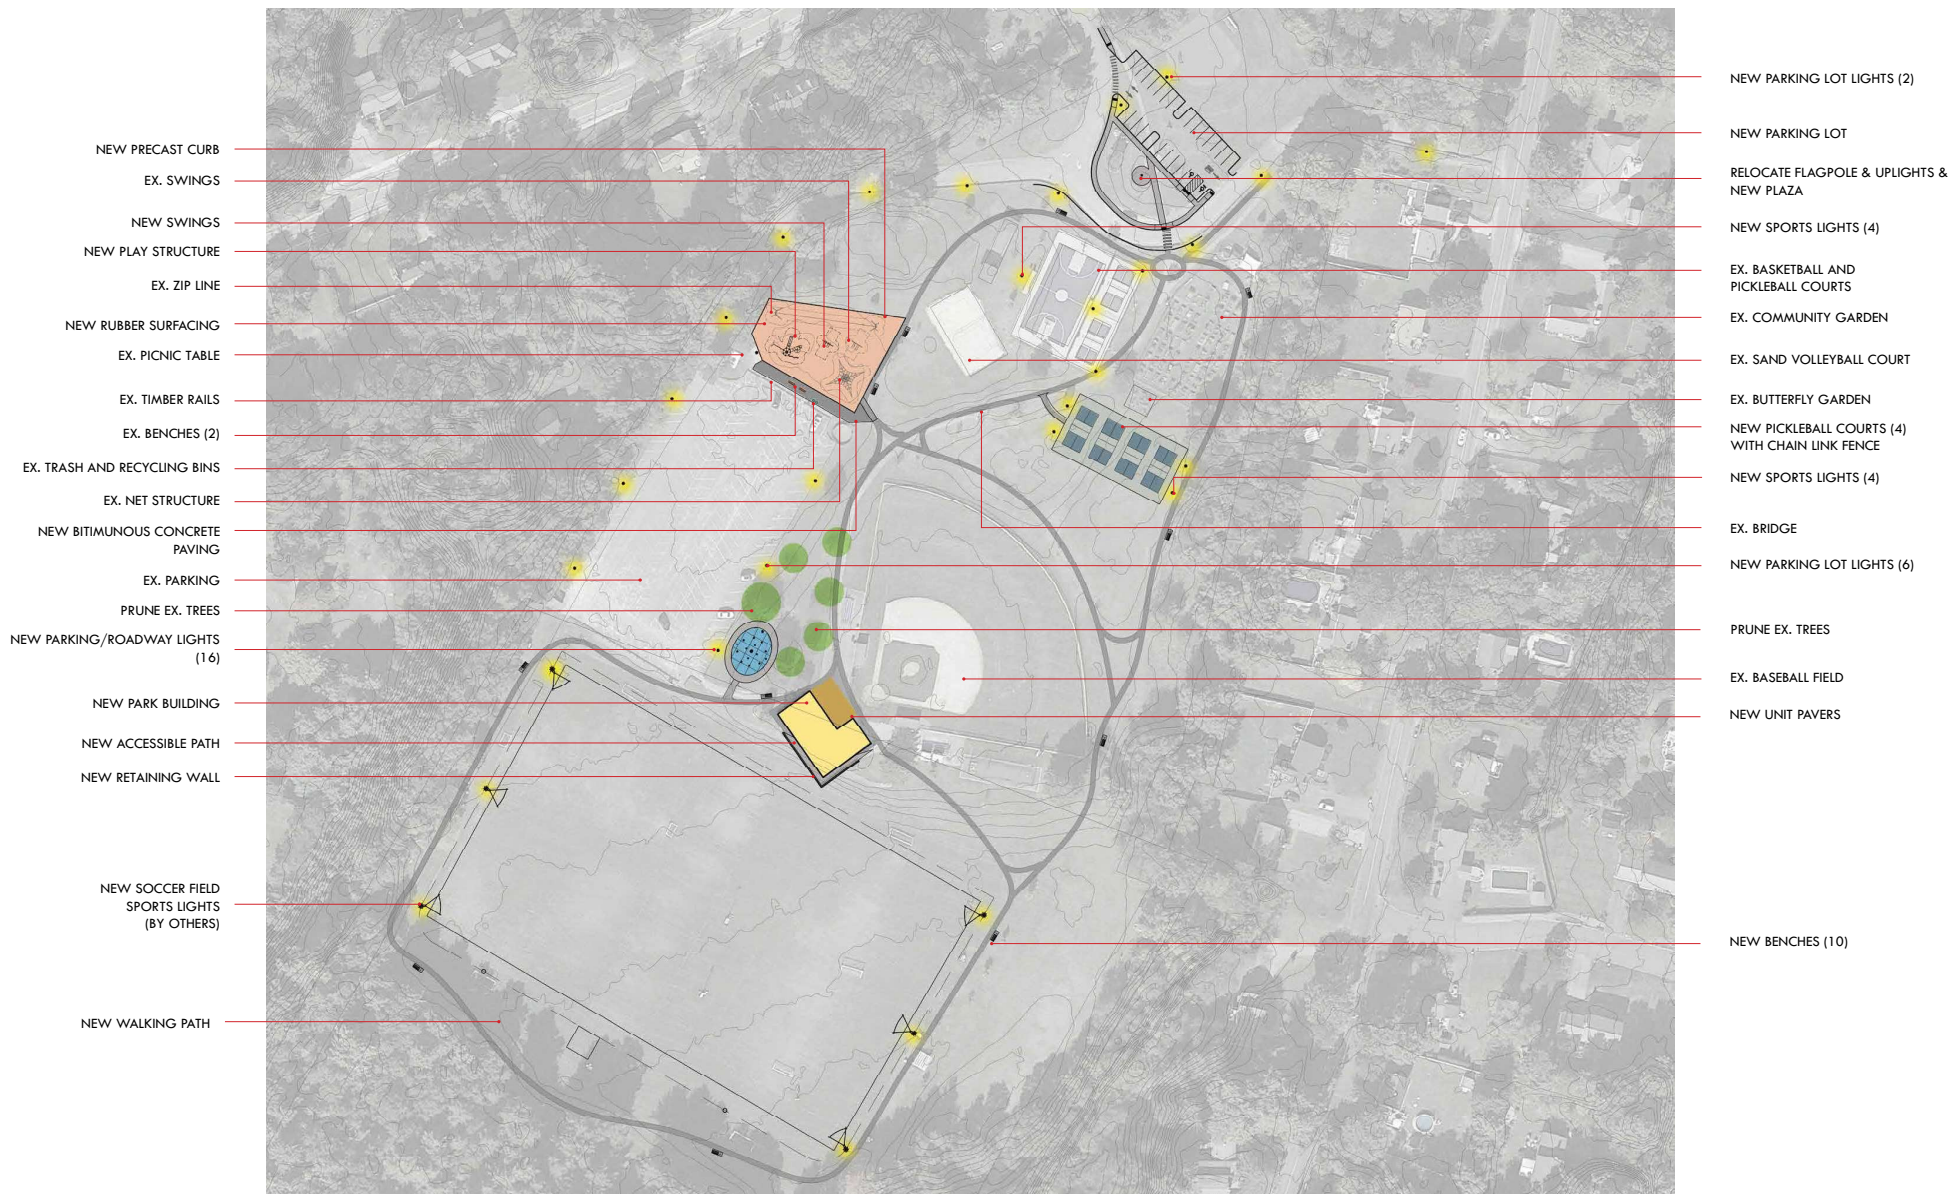 NEW PRECAST CURB
EX. SWINGS
NEW SWINGS
NEW PLAY STRUCTURE
EX. ZIP LINE
NEW RUBBER SURFACING
EX. PICNIC TABLE
EX. TIMBER RAILS
EX. BENCHES (2)
EX. TRASH AND RECYCLING BINS
EX. NET STRUCTURE
NEW BITIMUNOUS CONCRETE
PAVING
EX. PARKING
PRUNE EX. TREES
NEW PARKING/ROADWAY LIGHTS
(16)
NEW PARK BUILDING
NEW ACCESSIBLE PATH
NEW RETAINING WALL
NEW SOCCER FIELD
SPORTS LIGHTS
(BY OTHERS)
NEW WALKING PATH
NEW PARKING LOT LIGHTS (2)
NEW PARKING LOT
RELOCATE FLAGPOLE & UPLIGHTS &
NEW PLAZA
NEW SPORTS LIGHTS (4)
EX. BASKETBALL AND
PICKLEBALL COURTS
EX. COMMUNITY GARDEN
EX. SAND VOLLEYBALL COURT
EX. BUTTERFLY GARDEN
NEW PICKLEBALL COURTS (4)
WITH CHAIN LINK FENCE
NEW SPORTS LIGHTS (4)
EX. BRIDGE
NEW PARKING LOT LIGHTS (6)
PRUNE EX. TREES
EX. BASEBALL FIELD
NEW UNIT PAVERS
NEW BENCHES (10)